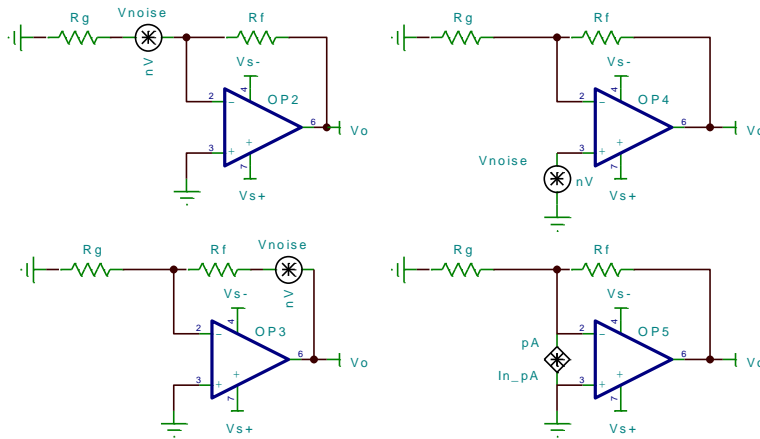 Rg
Vnoise
nV
Rf
Vs-
OP2
2
4
6
3
7
−
+
+
Vo
Vs+
Rg
Rf
Vs-
OP4
2
4
6
3
7
−
+
+
Vo
Vnoise
nV
Vs+
Rg
Rf
Vnoise
nV
Vs-
OP3
2
4
6
3
7
−
+
+
Vo
Vs+
Rg
Rf
Vs-
OP5
2
4
6
3
7
−
+
+
Vo
pA
In_pA
Vs+